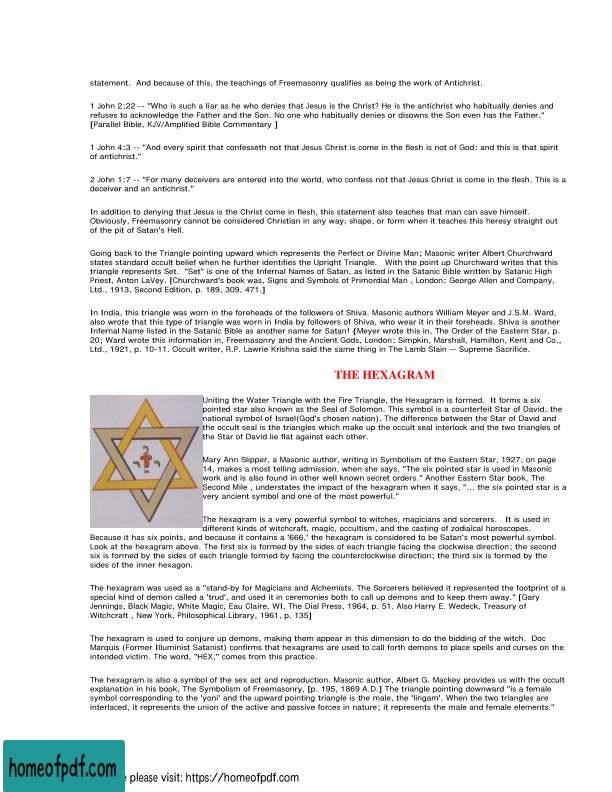 statement.  And because of this, the teachings of Freemasonry qualifies as being the work of Antichrist.
1 John 2:22 -- "Who is such a liar as he who denies that Jesus is the Christ? He is the antichrist who habitually denies and
refuses to acknowledge the Father and the Son. No one who habitually denies or disowns the Son even has the Father."
[Parallel Bible, KJV/Amplified Bible Commentary ]
1 John 4:3 -- "And every spirit that confesseth not that Jesus Christ is come in the flesh is not of God: and this is that spirit
of antichrist."
2 John 1:7 -- "For many deceivers are entered into the world, who confess not that Jesus Christ is come in the flesh. This is a
deceiver and an antichrist."
In addition to denying that Jesus is the Christ come in flesh, this statement also teaches that man can save himself.
Obviously, Freemasonry cannot be considered Christian in any way, shape, or form when it teaches this heresy straight out
of the pit of Satan's Hell.
Going back to the Triangle pointing upward which represents the Perfect or Divine Man; Masonic writer Albert Churchward
states standard occult belief when he further identifies the Upright Triangle.   With the point up Churchward writes that this
triangle represents Set.  "Set" is one of the Infernal Names of Satan, as listed in the Satanic Bible written by Satanic High
Priest, Anton LaVey. [Churchward's book was, Signs and Symbols of Primordial Man , London: George Allen and Company,
Ltd., 1913, Second Edition, p. 189, 309, 471.]
In India, this triangle was worn in the foreheads of the followers of Shiva. Masonic authors William Meyer and J.S.M. Ward,
also wrote that this type of triangle was worn in India by followers of Shiva, who wear it in their foreheads. Shiva is another
Infernal Name listed in the Satanic Bible as another name for Satan! {Meyer wrote this in, The Order of the Eastern Star, p.
20; Ward wrote this information in, Freemasonry and the Ancient Gods, London: Simpkin, Marshall, Hamilton, Kent and Co.,
Ltd., 1921, p. 10-11. Occult writer, R.P. Lawrie Krishna said the same thing in The Lamb Slain -- Supreme Sacrifice.
THE HEXAGRAM
Uniting the Water Triangle with the Fire Triangle, the Hexagram is formed.  It forms a six
pointed star also known as the Seal of Solomon. This symbol is a counterfeit Star of David, the
national symbol of Israel(God's chosen nation). The difference between the Star of David and
the occult seal is the triangles which make up the occult seal interlock and the two triangles of
the Star of David lie flat against each other.
Mary Ann Slipper, a Masonic author, writing in Symbolism of the Eastern Star, 1927, on page
14, makes a most telling admission, when she says, "The six pointed star is used in Masonic
work and is also found in other well known secret orders." Another Eastern Star book, The
Second Mile , understates the impact of the hexagram when it says, "... the six pointed star is a
very ancient symbol and one of the most powerful."
The hexagram is a very powerful symbol to witches, magicians and sorcerers.   It is used in
different kinds of witchcraft, magic, occultism, and the casting of zodialcal horoscopes.
Because it has six points, and because it contains a '666,' the hexagram is considered to be Satan's most powerful symbol.
Look at the hexagram above. The first six is formed by the sides of each triangle facing the clockwise direction; the second
six is formed by the sides of each triangle formed by facing the counterclockwise direction; the third six is formed by the
sides of the inner hexagon.
The hexagram was used as a "stand-by for Magicians and Alchemists. The Sorcerers believed it represented the footprint of a
special kind of demon called a 'trud', and used it in ceremonies both to call up demons and to keep them away." [Gary
Jennings, Black Magic, White Magic, Eau Claire, WI, The Dial Press, 1964, p. 51. Also Harry E. Wedeck, Treasury of
Witchcraft , New York, Philosophical Library, 1961, p. 135]
The hexagram is used to conjure up demons, making them appear in this dimension to do the bidding of the witch.  Doc
Marquis (Former Illuminist Satanist) confirms that hexagrams are used to call forth demons to place spells and curses on the
intended victim. The word, "HEX," comes from this practice.
The hexagram is also a symbol of the sex act and reproduction. Masonic author, Albert G. Mackey provides us with the occult
explanation in his book, The Symbolism of Freemasonry, [p. 195, 1869 A.D.] The triangle pointing downward "is a female
symbol corresponding to the 'yoni' and the upward pointing triangle is the male, the 'lingam'. When the two triangles are
interlaced, it represents the union of the active and passive forces in nature; it represents the male and female elements."
homeofpdf.com
please visit: https://homeofpdf.com